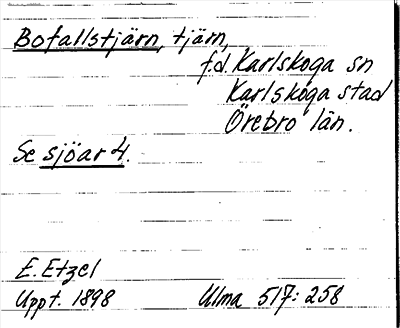 Bofallstjärn, tjärn,
f.d. Karlskoga sn
Karlskoga stad
Örebro län.
Se sjöar 4.
E. Etzel
Uppt. 1898 Ulma 517:258